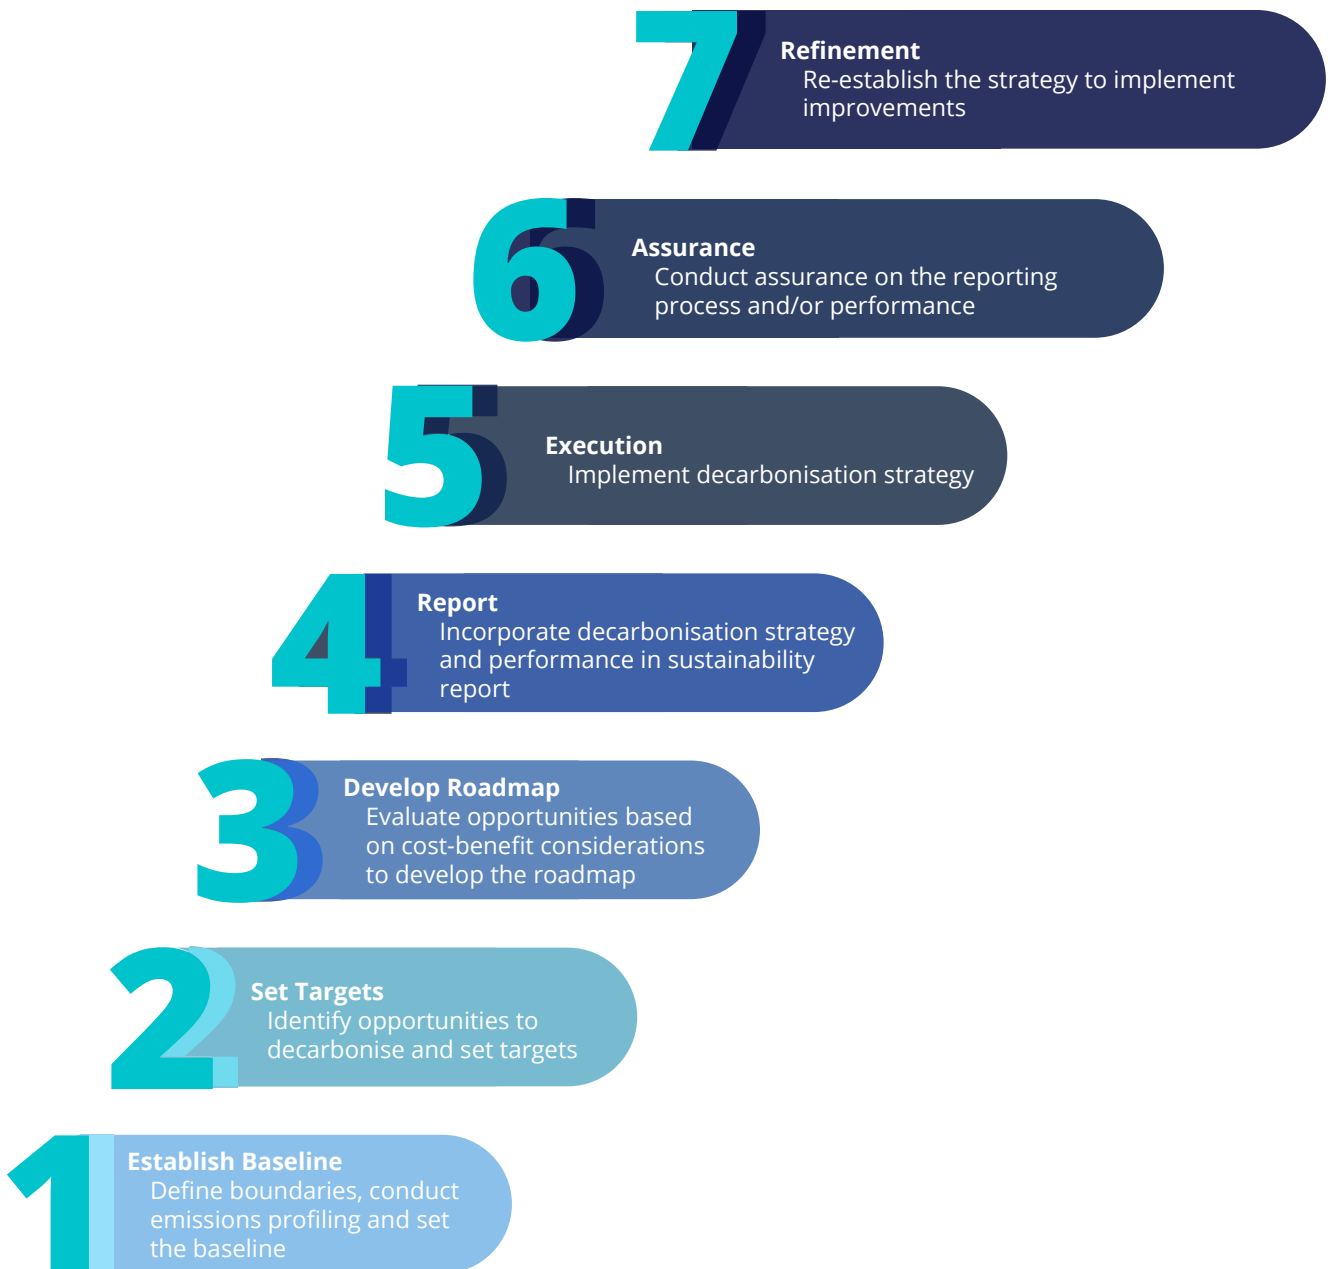 7
Refinement
Re-establish the strategy to implement
improvements
6
Assurance
Conduct assurance on the reporting
process and/or performance
5
Execution
Implement decarbonisation strategy
4
Report
Incorporate decarbonisation strategy
and performance in sustainability
report
3
Develop Roadmap
Evaluate opportunities based
on cost-benefit considerations
to develop the roadmap
2
Set Targets
Identify opportunities to
decarbonise and set targets
1
Establish Baseline
Define boundaries, conduct
emissions profiling and set
the baseline